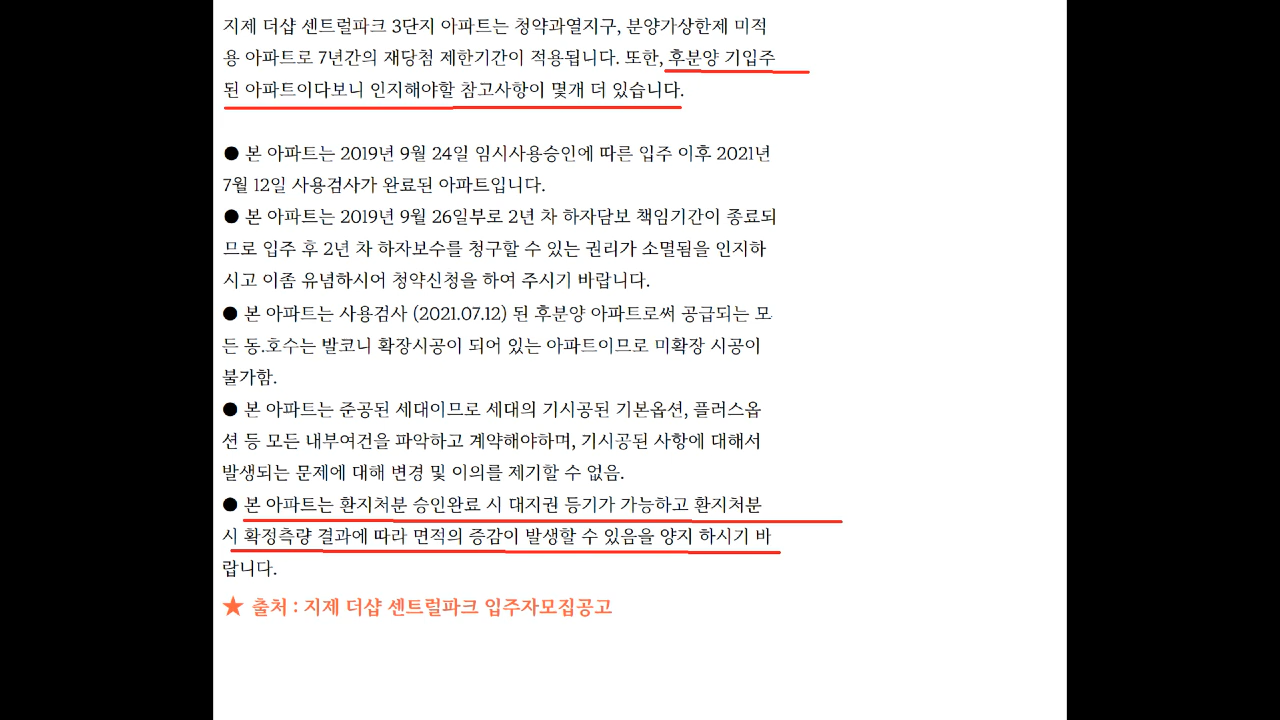 지제 더샵 센트럴파크 3단지 아파트는 청약과열지구, 분양가상한제 미적
용 아파트로 7년간의 재당첨 제한기간이 적용됩니다. 또한, 후분양 기입주
된 아파트이다보니 인지해야할 참고사항이 몇개 더 있습니다.
● 본 아파트는 2019년 9월 24일 임시사용승인에 따른 입주 이후 2021년
7월 12일 사용검사가 완료된 아파트입니다.
● 본 아파트는 2019년 9월 26일부로 2년 차 하자담보 책임기간이 종료되
므로 입주 후 2년 차 하자보수를 청구할 수 있는 권리가 소멸됨을 인지하
시고 이좀 유념하시어 청약신청을 하여 주시기 바랍니다.
● 본 아파트는 사용검사 (2021.07.12) 된 후분양 아파트로써 공급되는 모
든 동.호수는 발코니 확장시공이 되어 있는 아파트이므로 미확장 시공이
불가함.
● 본 아파트는 준공된 세대이므로 세대의 기시공된 기본옵션, 플러스옵
션 등 모든 내부여건을 파악하고 계약해야하며, 기시공된 사항에 대해서
발생되는 문제에 대해 변경 및 이의를 제기할 수 없음.
● 본 아파트는 환지처분 승인완료 시 대지권 등기가 가능하고 환지처분
시 확정측량 결과에 따라 면적의 증감이 발생할 수 있음을 양지 하시기 바
랍니다.
★ 출처 : 지제 더샵 센트럴파크 입주자모집공고